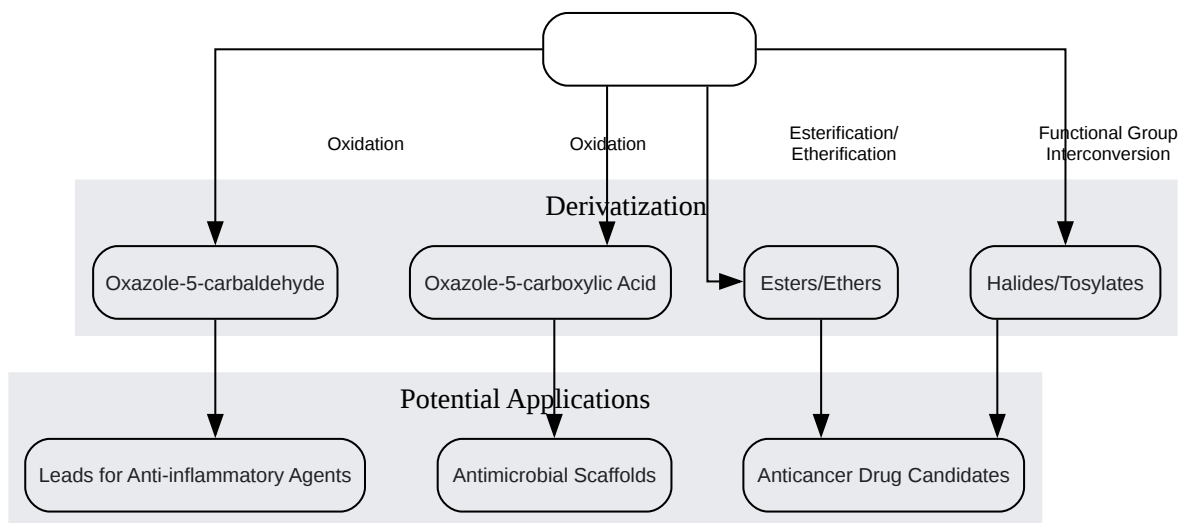 Oxidation
Oxidation
Esterification/
Etherification
Functional Group
Interconversion
Derivatization
Oxazole-5-carbaldehyde
Oxazole-5-carboxylic Acid
Esters/Ethers
Halides/Tosylates
Potential Applications
Leads for Anti-inflammatory Agents
Antimicrobial Scaffolds
Anticancer Drug Candidates